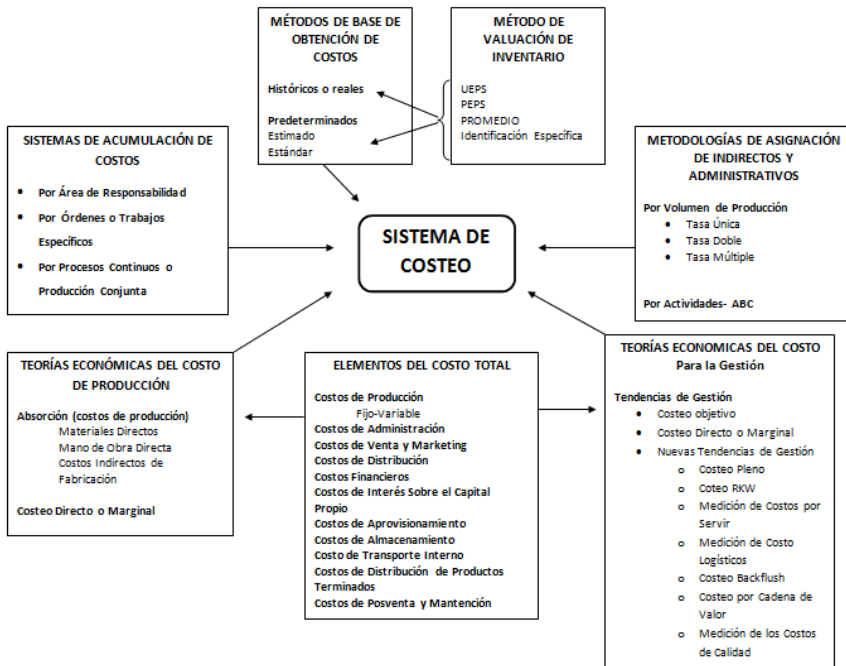 MÉTODOS DE BASE DE
OBTENCIÓN DE
COSTOS
Históricos o reales
Predeterminados
Estimado
Estándar
MÉTODO DE
VALUACIÓN DE
INVENTARIO
UEPS
PEPS
PROMEDIO
Identificación Específica
SISTEMAS DE ACUMULACIÓN DE
COSTOS
• Por Área de Responsabilidad
• Por Órdenes o Trabajos
Específicos
• Por Procesos Continuos o
Producción Conjunta
SISTEMA DE
COSTEO
METODOLOGÍAS DE ASIGNACIÓN
DE INDIRECTOS Y
ADMINISTRATIVOS
Por Volumen de Producción
• Tasa Única
• Tasa Doble
• Tasa Múltiple
Por Actividades- ABC
TEORÍAS ECONÓMICAS DEL COSTO
DE PRODUCCIÓN
Absorción (costos de producción)
Materiales Directos
Mano de Obra Directa
Costos Indirectos de
Fabricación
Costeo Directo o Marginal
ELEMENTOS DEL COSTO TOTAL
Costos de Producción
Fijo-Variable
Costos de Administración
Costos de Venta y Marketing
Costos de Distribución
Costos Financieros
Costos de Interés Sobre el Capital
Propio
Costos de Aprovisionamiento
Costos de Almacenamiento
Costo de Transporte Interno
Costos de Distribución de Productos
Terminados
Costos de Posventa y Mantención
TEORÍAS ECONOMICAS DEL COSTO
Para la Gestión
Tendencias de Gestión
• Costeo objetivo
• Costeo Directo o Marginal
• Nuevas Tendencias de Gestión
o Costeo Pleno
o Coteo RKW
o Medición de Costos por
Servir
o Medición de Costo
Logísticos
o Costeo Backflush
o Costeo por Cadena de
Valor
o Medición de los Costos
de Calidad